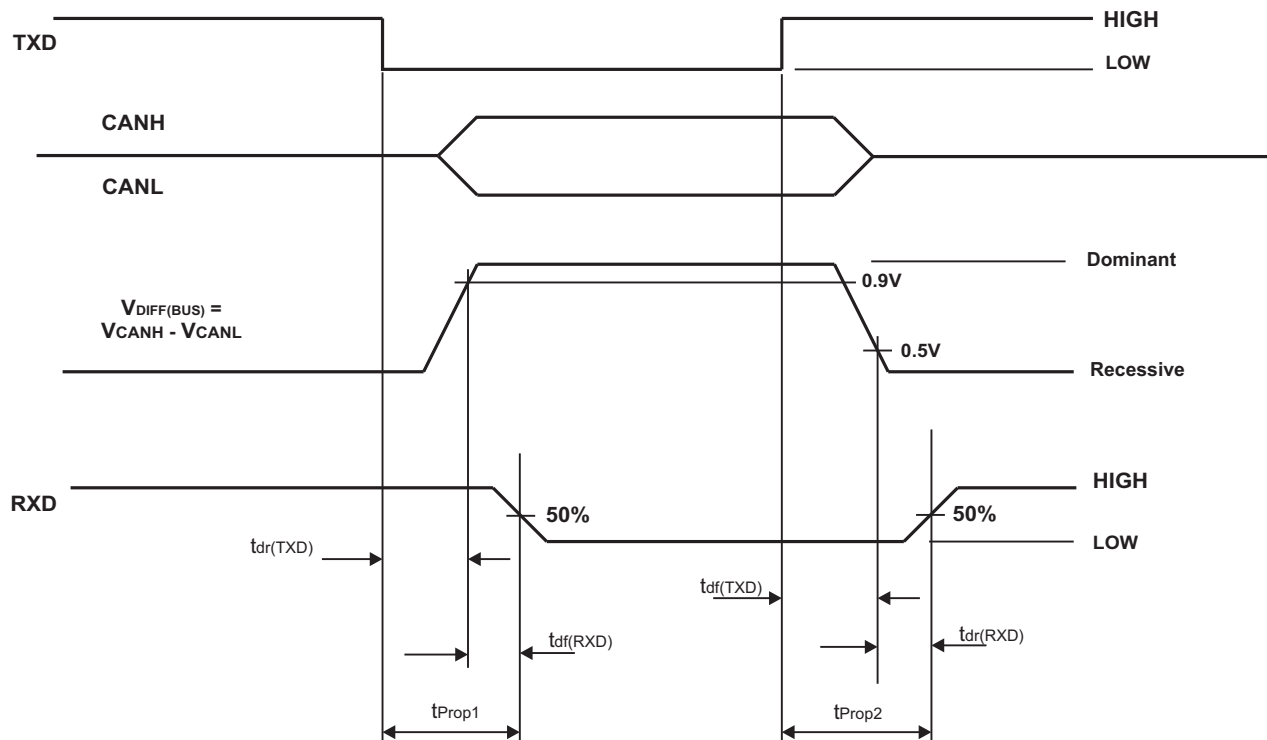 TXD
HIGH
LOW
CANH
CANL
Dominant
0.9V
VDIFF(BUS) =
VCANH - VCANL
0.5V
Recessive
RXD
HIGH
50%
50%
LOW
tdr(TXD)
tdf(TXD)
tdf(RXD)
tdr(RXD)
tProp1
tProp2